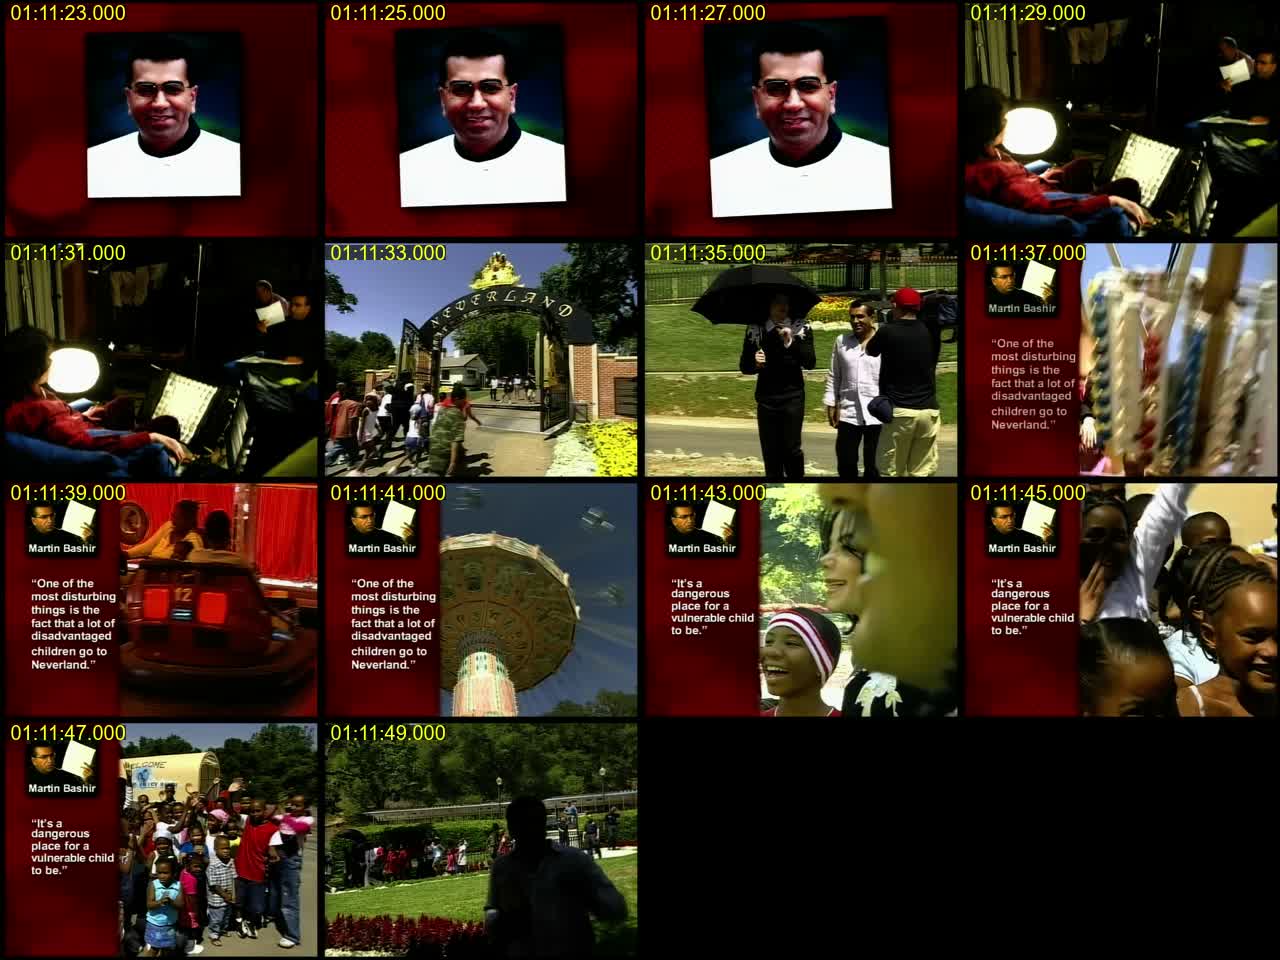 01:11:23.000
01:11:25.000
01:11:27.000
01:11:29.000
01:11:31.000
01:11:33.000
NEVERLAND
01:11:35.000
01:11:37.000
Martin Bashir
“One of the
most disturbing
things is the
fact that a lot of
disadvantaged
children go to
Neverland.”
01:11:39.000
Martin Bashir
“One of the
most disturbing
things is the
fact that a lot of
disadvantaged
children go to
Neverland.”
12
01:11:41.000
Martin Bashir
“One of the
most disturbing
things is the
fact that a lot of
disadvantaged
children go to
Neverland.”
01:11:43.000
Martin Bashir
“It’s a
dangerous
place for a
vulnerable child
to be.”
01:11:45.000
Martin Bashir
“It’s a
dangerous
place for a
vulnerable child
to be.”
01:11:47.000
Martin Bashir
“It’s a
dangerous
place for a
vulnerable child
to be.”
WELCOME
01:11:49.000